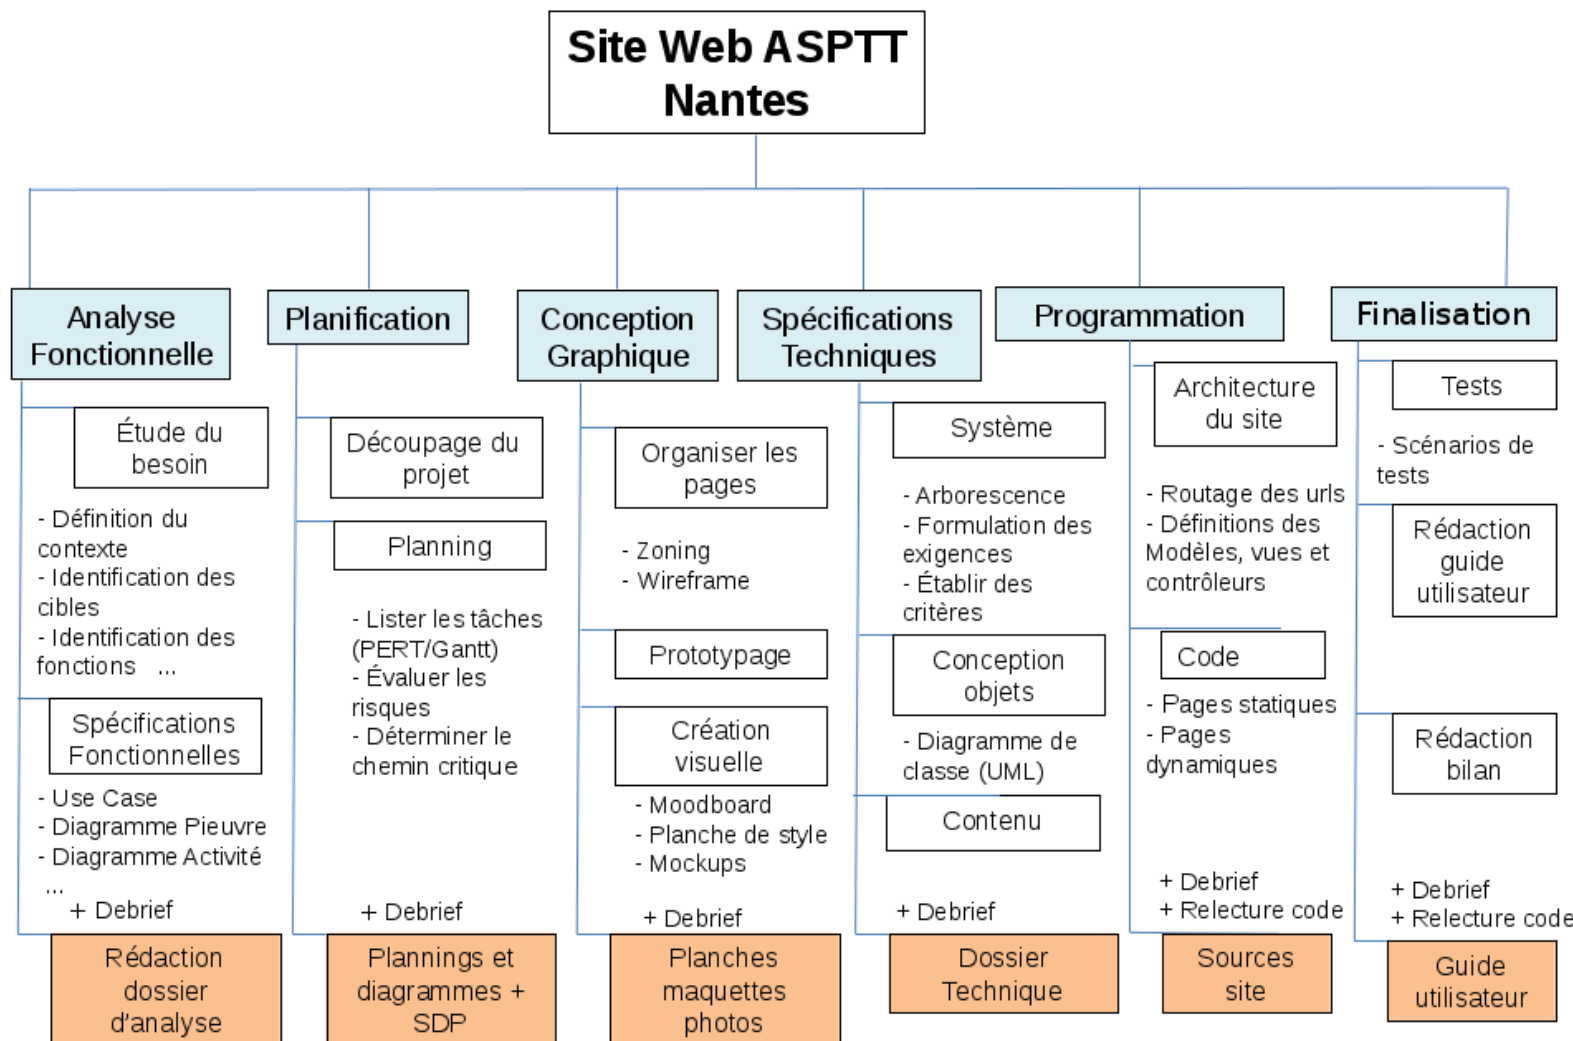 Site Web ASPTT
Nantes
Analyse
Fonctionnelle
Étude du
besoin
- Définition du
contexte
- Identification des
cibles
- Identification des
fonctions ...
Spécifications
Fonctionnelles
- Use Case
- Diagramme Pieuvre
- Diagramme Activité
...
+ Debrief
Rédaction
dossier
d'analyse
Planification
Découpage du
projet
Planning
- Lister les tâches
(PERT/Gantt)
- Évaluer les
risques
- Déterminer le
chemin critique
+ Debrief
Plannings et
diagrammes +
SDP
Conception
Graphique
Organiser les
pages
- Zoning
- Wireframe
Prototypage
Création
visuelle
- Moodboard
- Planche de style
- Mockups
+ Debrief
Planches
maquettes
photos
Spécifications
Techniques
Système
- Arborescence
- Formulation des
exigences
- Établir des
critères
Conception
objets
- Diagramme de
classe (UML)
Contenu
+ Debrief
Dossier
Technique
Programmation
Architecture
du site
- Routage des urls
- Définitions des
Modèles, vues et
contrôleurs
Code
- Pages statiques
- Pages
dynamiques
+ Debrief
+ Relecture code
Sources
site
Finalisation
Tests
- Scénarios de
tests
Rédaction
guide
utilisateur
Rédaction
bilan
+ Debrief
+ Relecture code
Guide
utilisateur